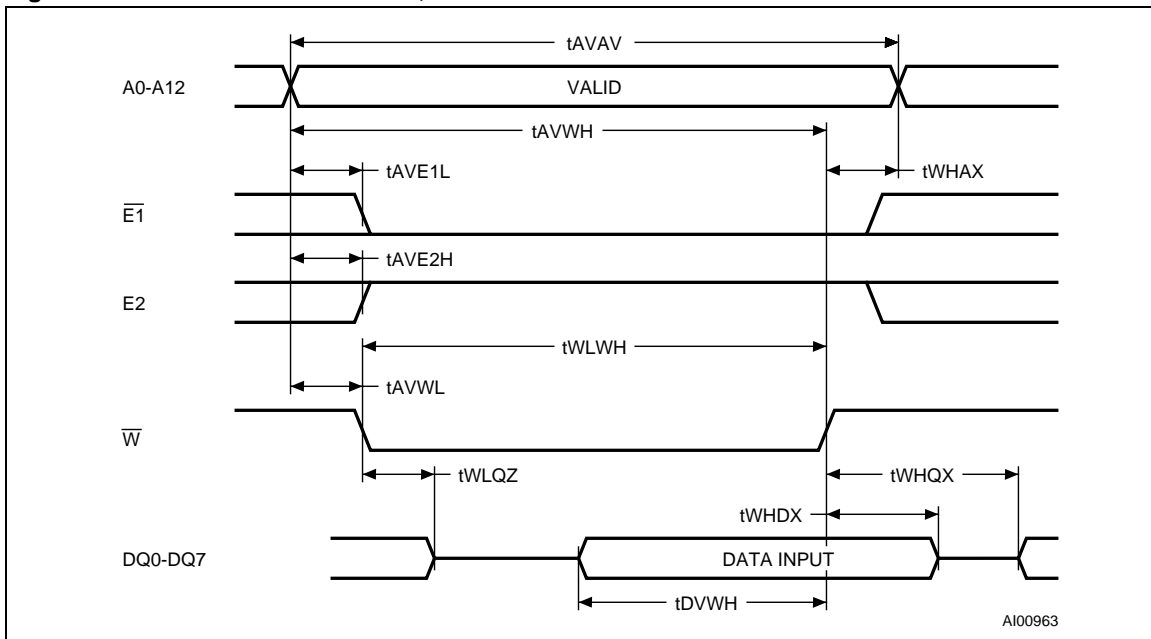 tAVAV
A0-A12
VALID
tAVWH
tAVE1L
tWHAX
E1
tAVE2H
E2
tWLWH
tAVWL
W
tWLQZ
tWHQX
tWHDX
DQ0-DQ7
DATA INPUT
tDVWH
AI00963